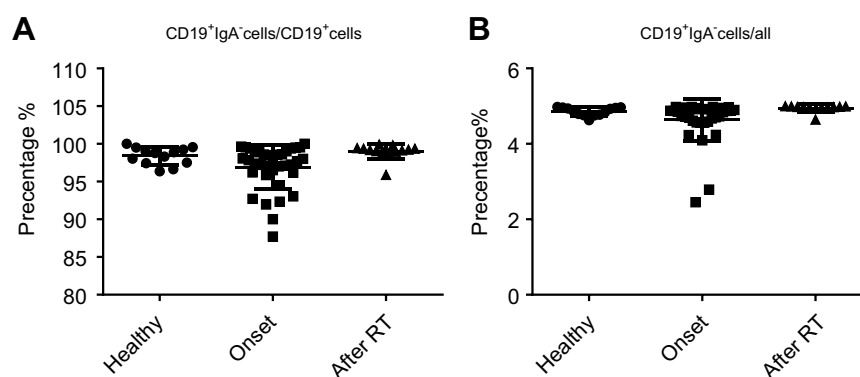 A
CD19⁺IgA⁻cells/CD19⁺cells
Precentage %
110
105
100
95
90
85
80
Healthy
Onset
After RT
B
CD19⁺IgA⁻cells/all
Precentage%
6
4
2
0
Healthy
Onset
After RT